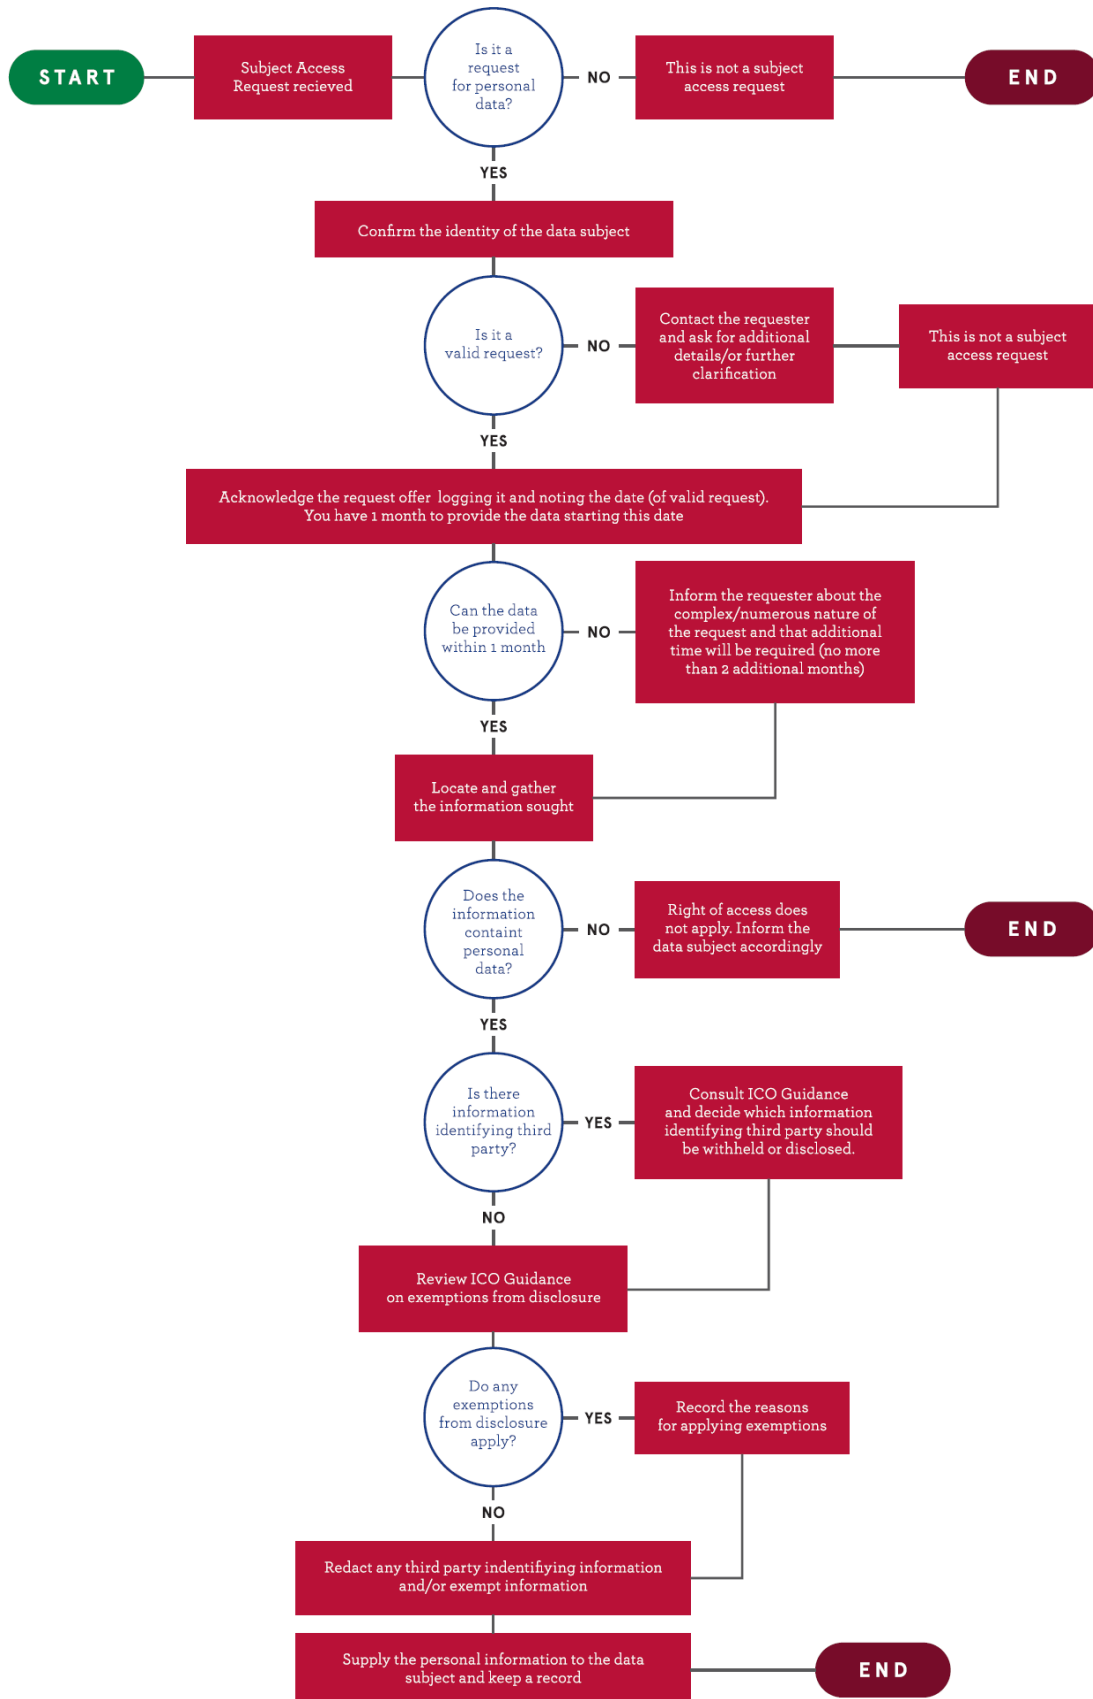 START
Subject Access
Request recieved
Is it a
request
for personal
data?
NO
This is not a subject
access request
END
YES
Confirm the identity of the data subject
Is it a
valid request?
NO
Contact the requester
and ask for additional
details/or further
clarification
This is not a subject
access request
YES
Acknowledge the request offer logging it and noting the date (of valid request).
You have 1 month to provide the data starting this date
Can the data
be provided
within 1 month
NO
Inform the requester about the
complex/numerous nature of
the request and that additional
time will be required (no more
than 2 additional months)
YES
Locate and gather
the information sought
Does the
information
containt
personal
data?
NO
Right of access does
not apply. Inform the
data subject accordingly
END
YES
Is there
information
identifying third
party?
YES
Consult ICO Guidance
and decide which information
identifying third party should
be withheld or disclosed.
NO
Review ICO Guidance
on exemptions from disclosure
Do any
exemptions
from disclosure
apply?
YES
Record the reasons
for applying exemptions
NO
Redact any third party indentifiying information
and/or exempt information
Supply the personal information to the data
subject and keep a record
END